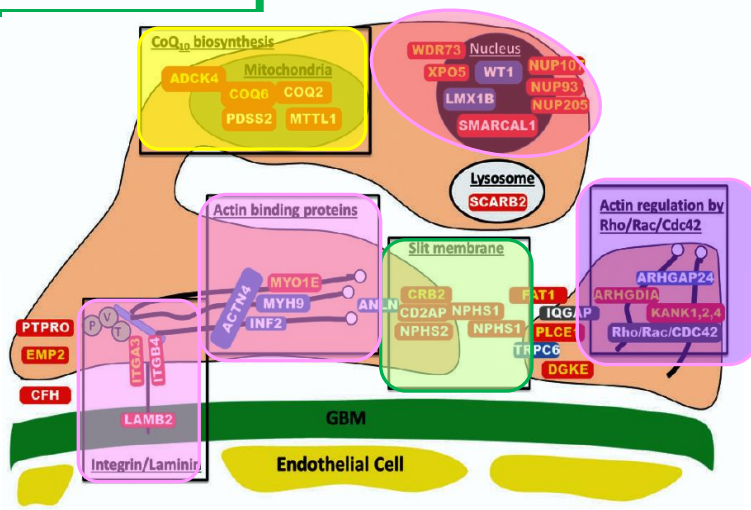 CoQ10 biosynthesis
Mitochondria
ADCK4
COQ6
COQ2
PDSS2
MTTL1
Nucleus
WDR73
XPO5
WT1
NUP107
NUP93
LMX1B
NUP205
SMARCAL1
Lysosome
SCARB2
Actin binding proteins
MYO1E
ACTN4
MYH9
INF2
ANLN
Slit membrane
CRB2
CD2AP
NPHS1
NPHS2
NPHS1
FAT1
IQGAP
PLCE1
TRPC6
DGKE
Actin regulation by
Rho/Rac/Cdc42
ARHGAP24
ARHGDIA
KANK1,2,4
Rho/Rac/CDC42
PTPRO
EMP2
CFH
P
V
T
ITGA3
ITGB4
LAMB2
Integrin/Laminin
GBM
Endothelial Cell